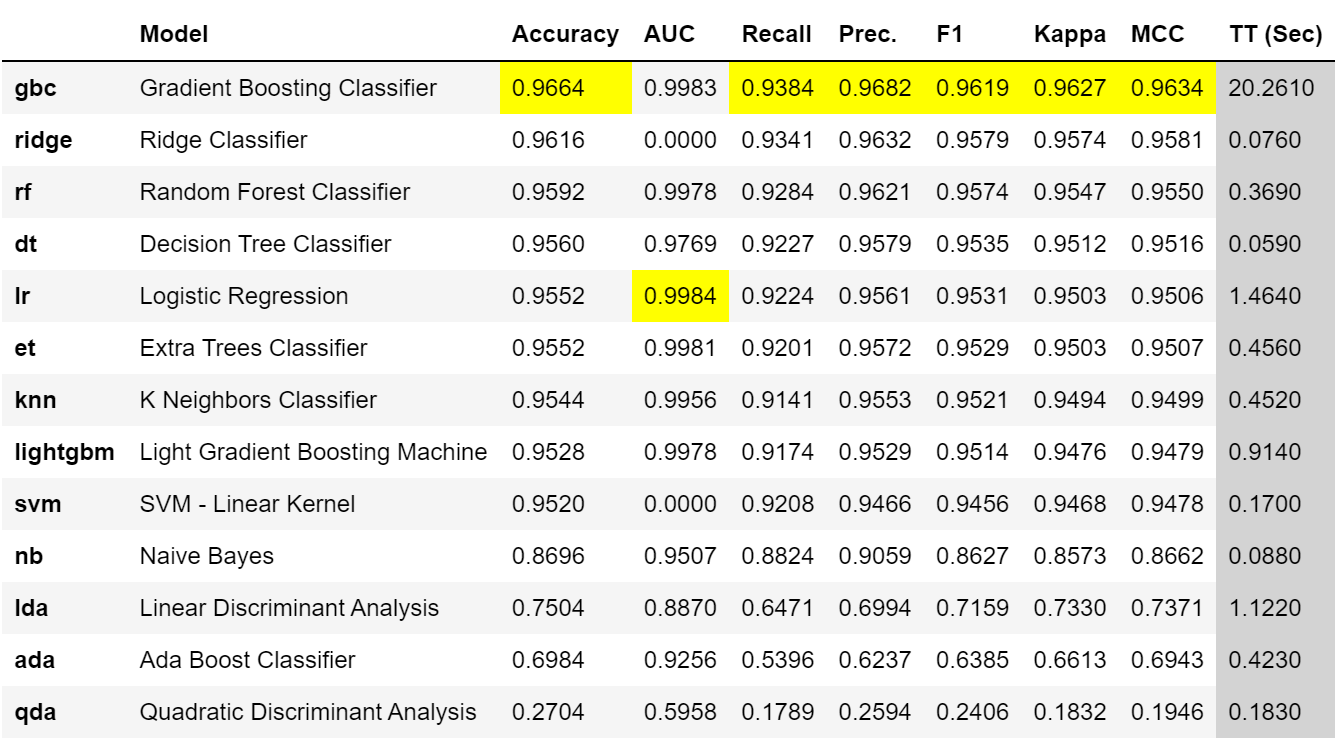 Model Accuracy AUC Recall Prec. F1 Kappa MCC TT (Sec)
gbc Gradient Boosting Classifier 0.9664 0.9983 0.9384 0.9682 0.9619 0.9627 0.9634 20.2610
ridge Ridge Classifier 0.9616 0.0000 0.9341 0.9632 0.9579 0.9574 0.9581 0.0760
rf Random Forest Classifier 0.9592 0.9978 0.9284 0.9621 0.9574 0.9547 0.9550 0.3690
dt Decision Tree Classifier 0.9560 0.9769 0.9227 0.9579 0.9535 0.9512 0.9516 0.0590
lr Logistic Regression 0.9552 0.9984 0.9224 0.9561 0.9531 0.9503 0.9506 1.4640
et Extra Trees Classifier 0.9552 0.9981 0.9201 0.9572 0.9529 0.9503 0.9507 0.4560
knn K Neighbors Classifier 0.9544 0.9956 0.9141 0.9553 0.9521 0.9494 0.9499 0.4520
lightgbm Light Gradient Boosting Machine 0.9528 0.9978 0.9174 0.9529 0.9514 0.9476 0.9479 0.9140
svm SVM - Linear Kernel 0.9520 0.0000 0.9208 0.9466 0.9456 0.9468 0.9478 0.1700
nb Naive Bayes 0.8696 0.9507 0.8824 0.9059 0.8627 0.8573 0.8662 0.0880
lda Linear Discriminant Analysis 0.7504 0.8870 0.6471 0.6994 0.7159 0.7330 0.7371 1.1220
ada Ada Boost Classifier 0.6984 0.9256 0.5396 0.6237 0.6385 0.6613 0.6943 0.4230
qda Quadratic Discriminant Analysis 0.2704 0.5958 0.1789 0.2594 0.2406 0.1832 0.1946 0.1830